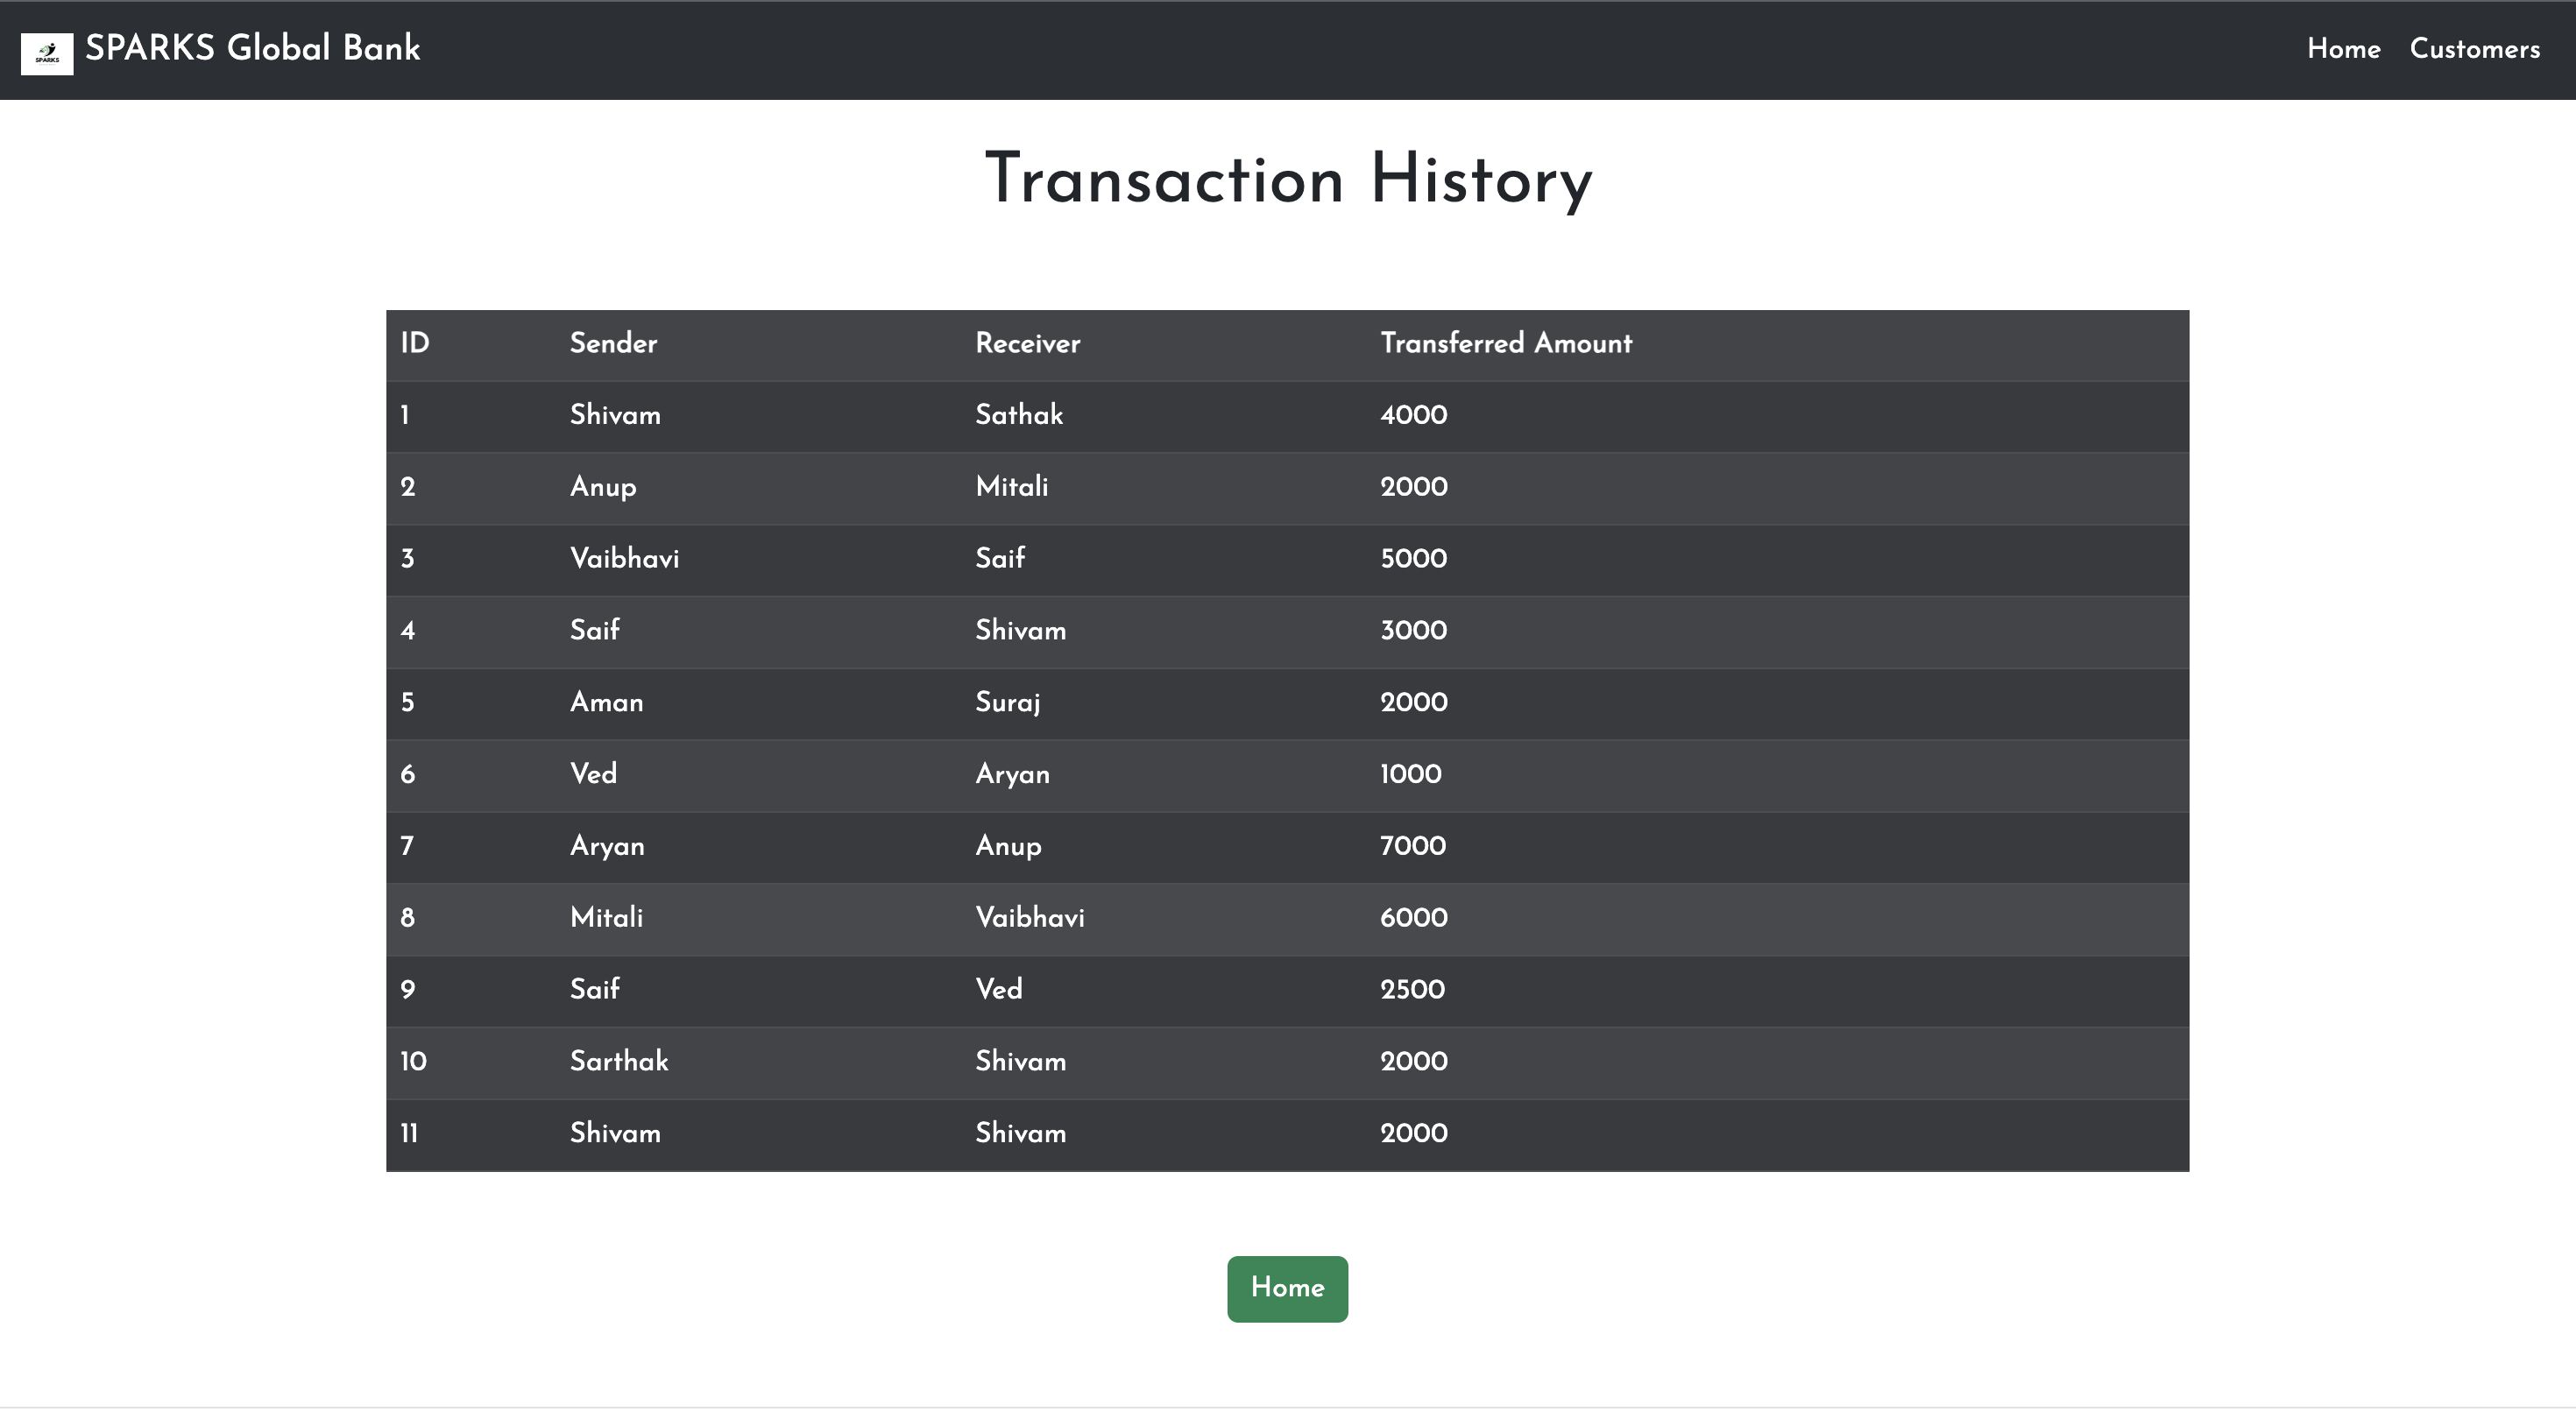 SPARKS
SPARKS Global Bank
Home Customers
Transaction History
ID Sender Receiver Transferred Amount
1 Shivam Sathak 4000
2 Anup Mitali 2000
3 Vaibhavi Saif 5000
4 Saif Shivam 3000
5 Aman Suraj 2000
6 Ved Aryan 1000
7 Aryan Anup 7000
8 Mitali Vaibhavi 6000
9 Saif Ved 2500
10 Sarthak Shivam 2000
11 Shivam Shivam 2000
Home